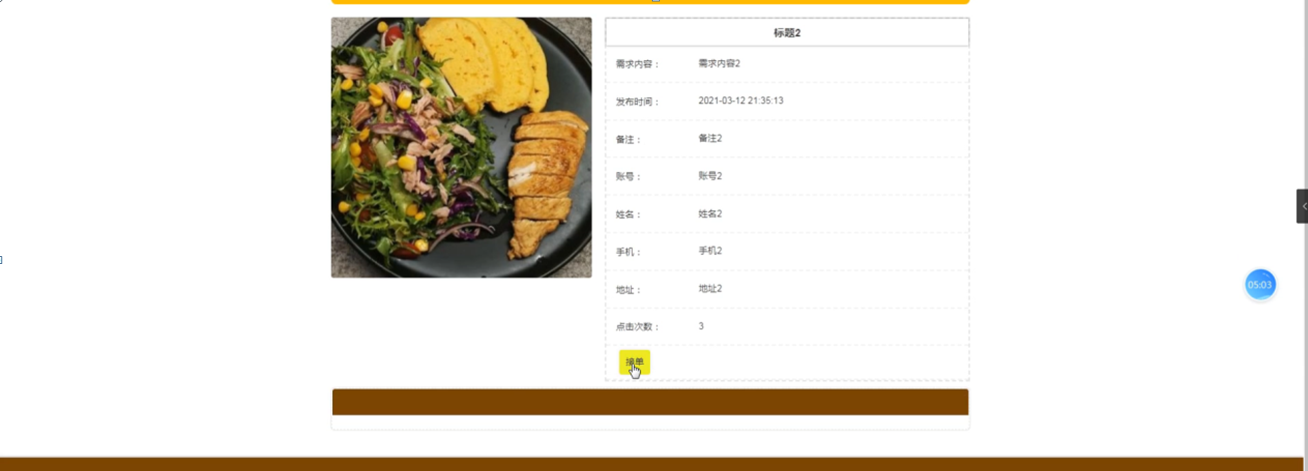 标题2
需求内容： 需求内容2
发布时间： 2021-03-12 21:35:13
备注： 备注2
账号： 账号2
姓名： 姓名2
手机： 手机2
地址： 地址2
点击次数： 3
接单
05:03